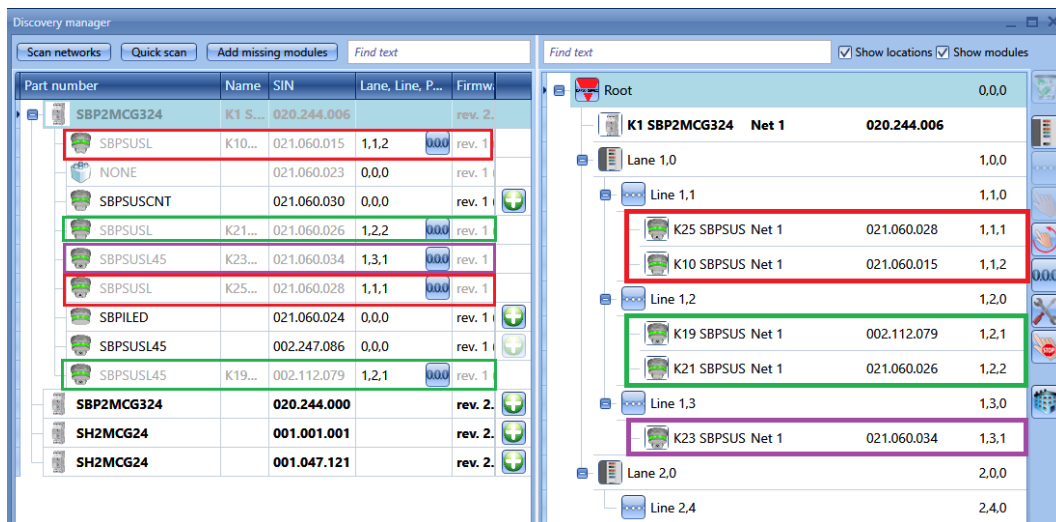 Discovery manager
Scan networks Quick scan Add missing modules Find text
Part number Name SIN Lane, Line, P... Firmw
SBP2MCG324 K1 S... 020.244.006 rev. 2.
SBPSUSL K10... 021.060.015 1,1,2 0.0.0 rev. 1
NONE 021.060.023 0,0,0 rev. 1
SBPSUSCNT 021.060.030 0,0,0 rev. 1
SBPSUSL K21... 021.060.026 1,2,2 0.0.0 rev. 1
SBPSUSL45 K23... 021.060.034 1,3,1 0.0.0 rev. 1
SBPSUSL K25... 021.060.028 1,1,1 0.0.0 rev. 1
SBPILED 021.060.024 0,0,0 rev. 1
SBPSUSL45 002.247.086 0,0,0 rev. 1
SBPSUSL45 K19... 002.112.079 1,2,1 0.0.0 rev. 1
SBP2MCG324 020.244.000 rev. 2.
SH2MCG24 001.001.001 rev. 2.
SH2MCG24 001.047.121 rev. 2.
Find text Show locations Show modules
Root 0,0,0
K1 SBP2MCG324 Net 1 020.244.006
Lane 1,0 1,0,0
Line 1,1 1,1,0
K25 SBPSUS Net 1 021.060.028 1,1,1
K10 SBPSUS Net 1 021.060.015 1,1,2
Line 1,2 1,2,0
K19 SBPSUS Net 1 002.112.079 1,2,1
K21 SBPSUS Net 1 021.060.026 1,2,2
Line 1,3 1,3,0
K23 SBPSUS Net 1 021.060.034 1,3,1
Lane 2,0 2,0,0
Line 2,4 2,4,0
0.0.0
STOP